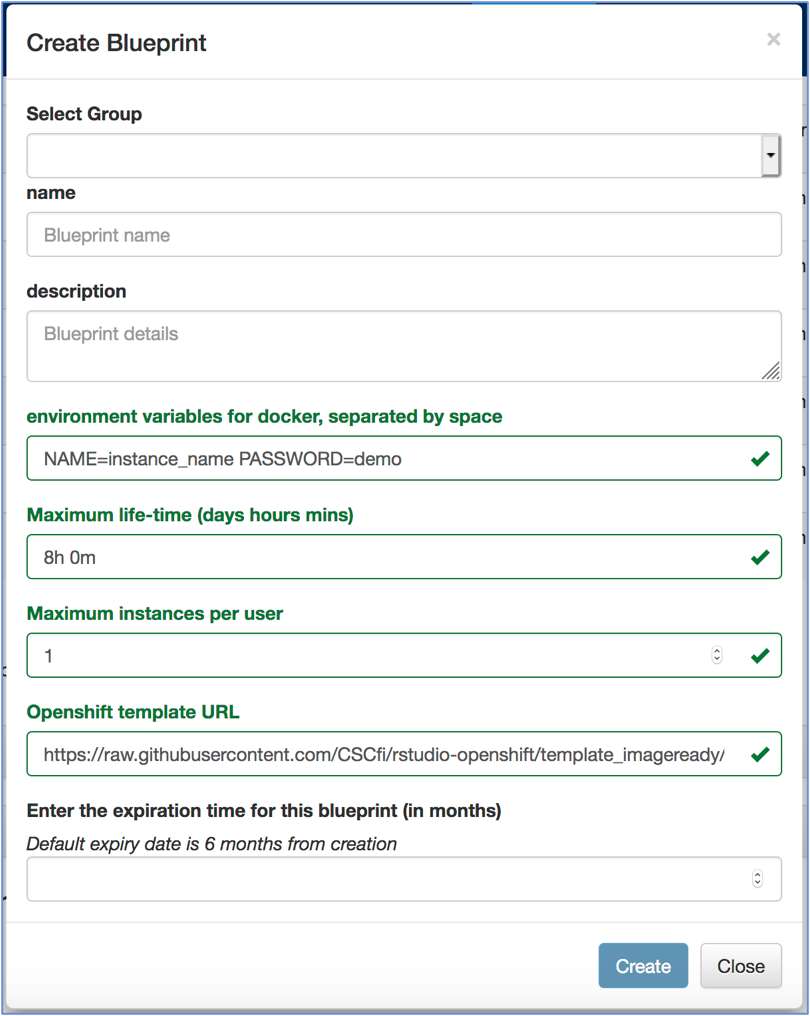 Create Blueprint
×
Select Group
name
Blueprint name
description
Blueprint details
environment variables for docker, separated by space
NAME=instance_name PASSWORD=demo
Maximum life-time (days hours mins)
8h 0m
Maximum instances per user
1
Openshift template URL
https://raw.githubusercontent.com/CSCfi/rstudio-openshift/template_imageready/
Enter the expiration time for this blueprint (in months)
Default expiry date is 6 months from creation
Create
Close